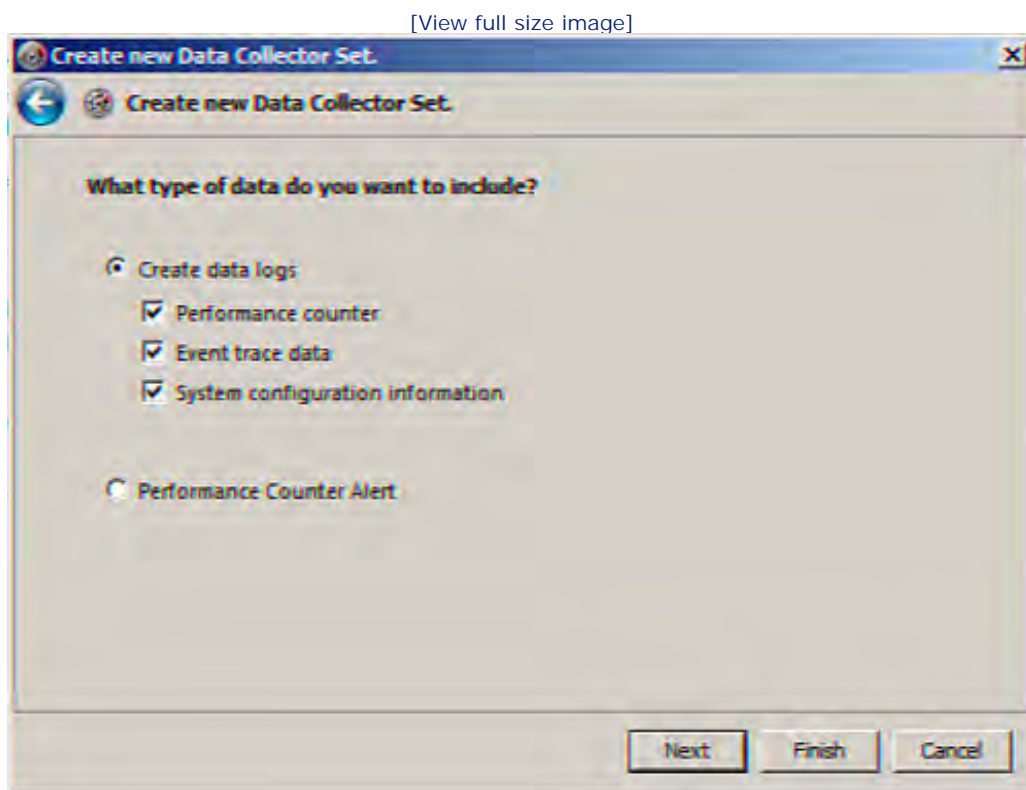 [View full size image]
Create new Data Collector Set.
Create new Data Collector Set.
What type of data do you want to include?
Create data logs
Performance counter
Event trace data
System configuration information
Performance Counter Alert
Next Finish Cancel